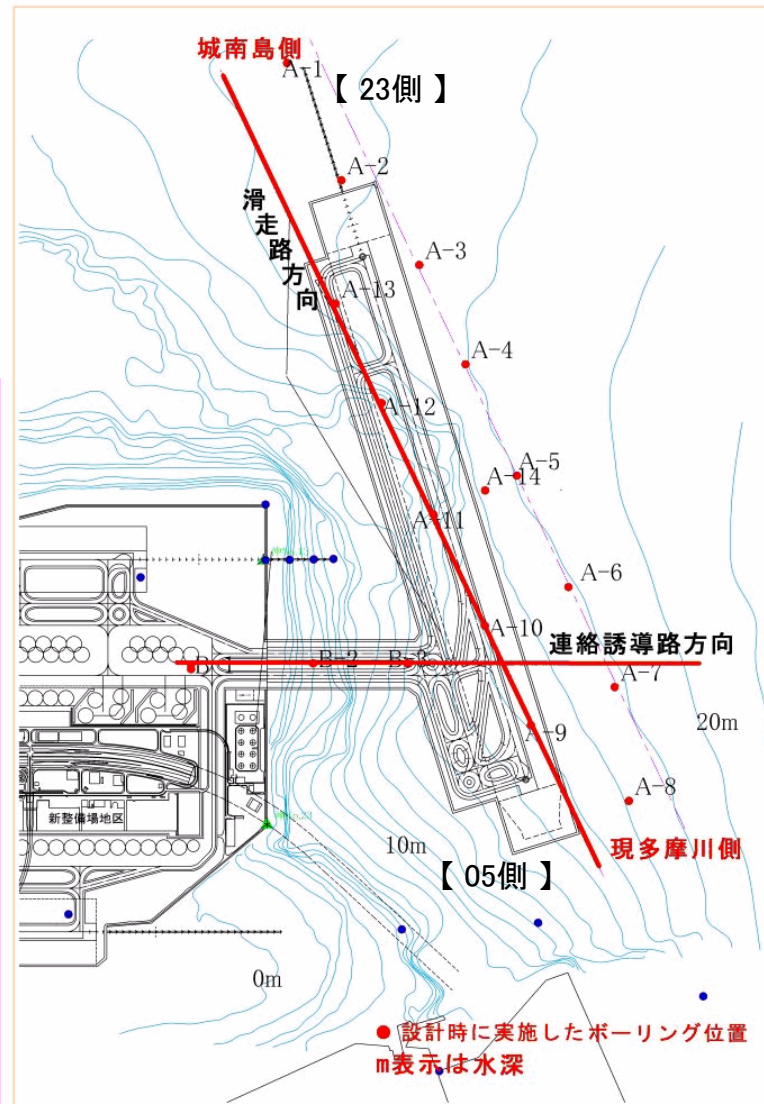 城南島側
A-1
【 23側 】
A-2
滑走路方向
A-3
A-13
A-4
A-12
A-5
A-14
A-11
A-6
A-10
連絡誘導路方向
B-2
B-3
A-7
A-9
20m
A-8
新整備場地区
10m
現多摩川側
【 05側 】
0m
● 設計時に実施したボーリング位置
m表示は水深